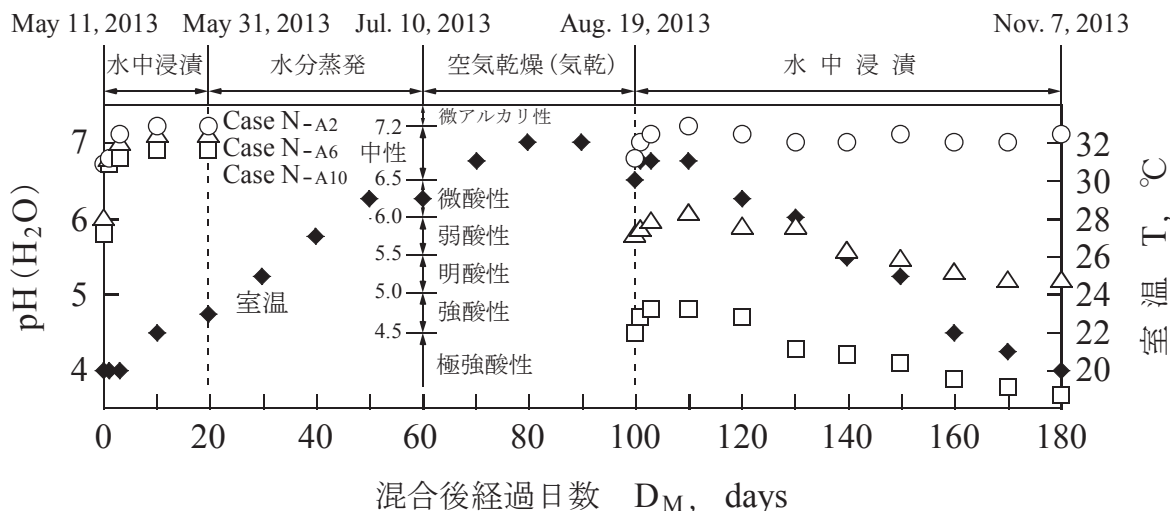 May 11, 2013 May 31, 2013 Jul. 10, 2013 Aug. 19, 2013 Nov. 7, 2013
水中浸漬 水分蒸発 空気乾燥(気乾) 水中浸漬
Case N-A2
Case N-A6
Case N-A10
微アルカリ性
7.2
中性
6.5
微酸性
6.0
弱酸性
5.5
明酸性
5.0
強酸性
4.5
極強酸性
室温
pH(H2O)
7
6
5
4
32
30
28
26
24
22
20
室温 T, ℃
0 20 40 60 80 100 120 140 160 180
混合後経過日数 DM, days